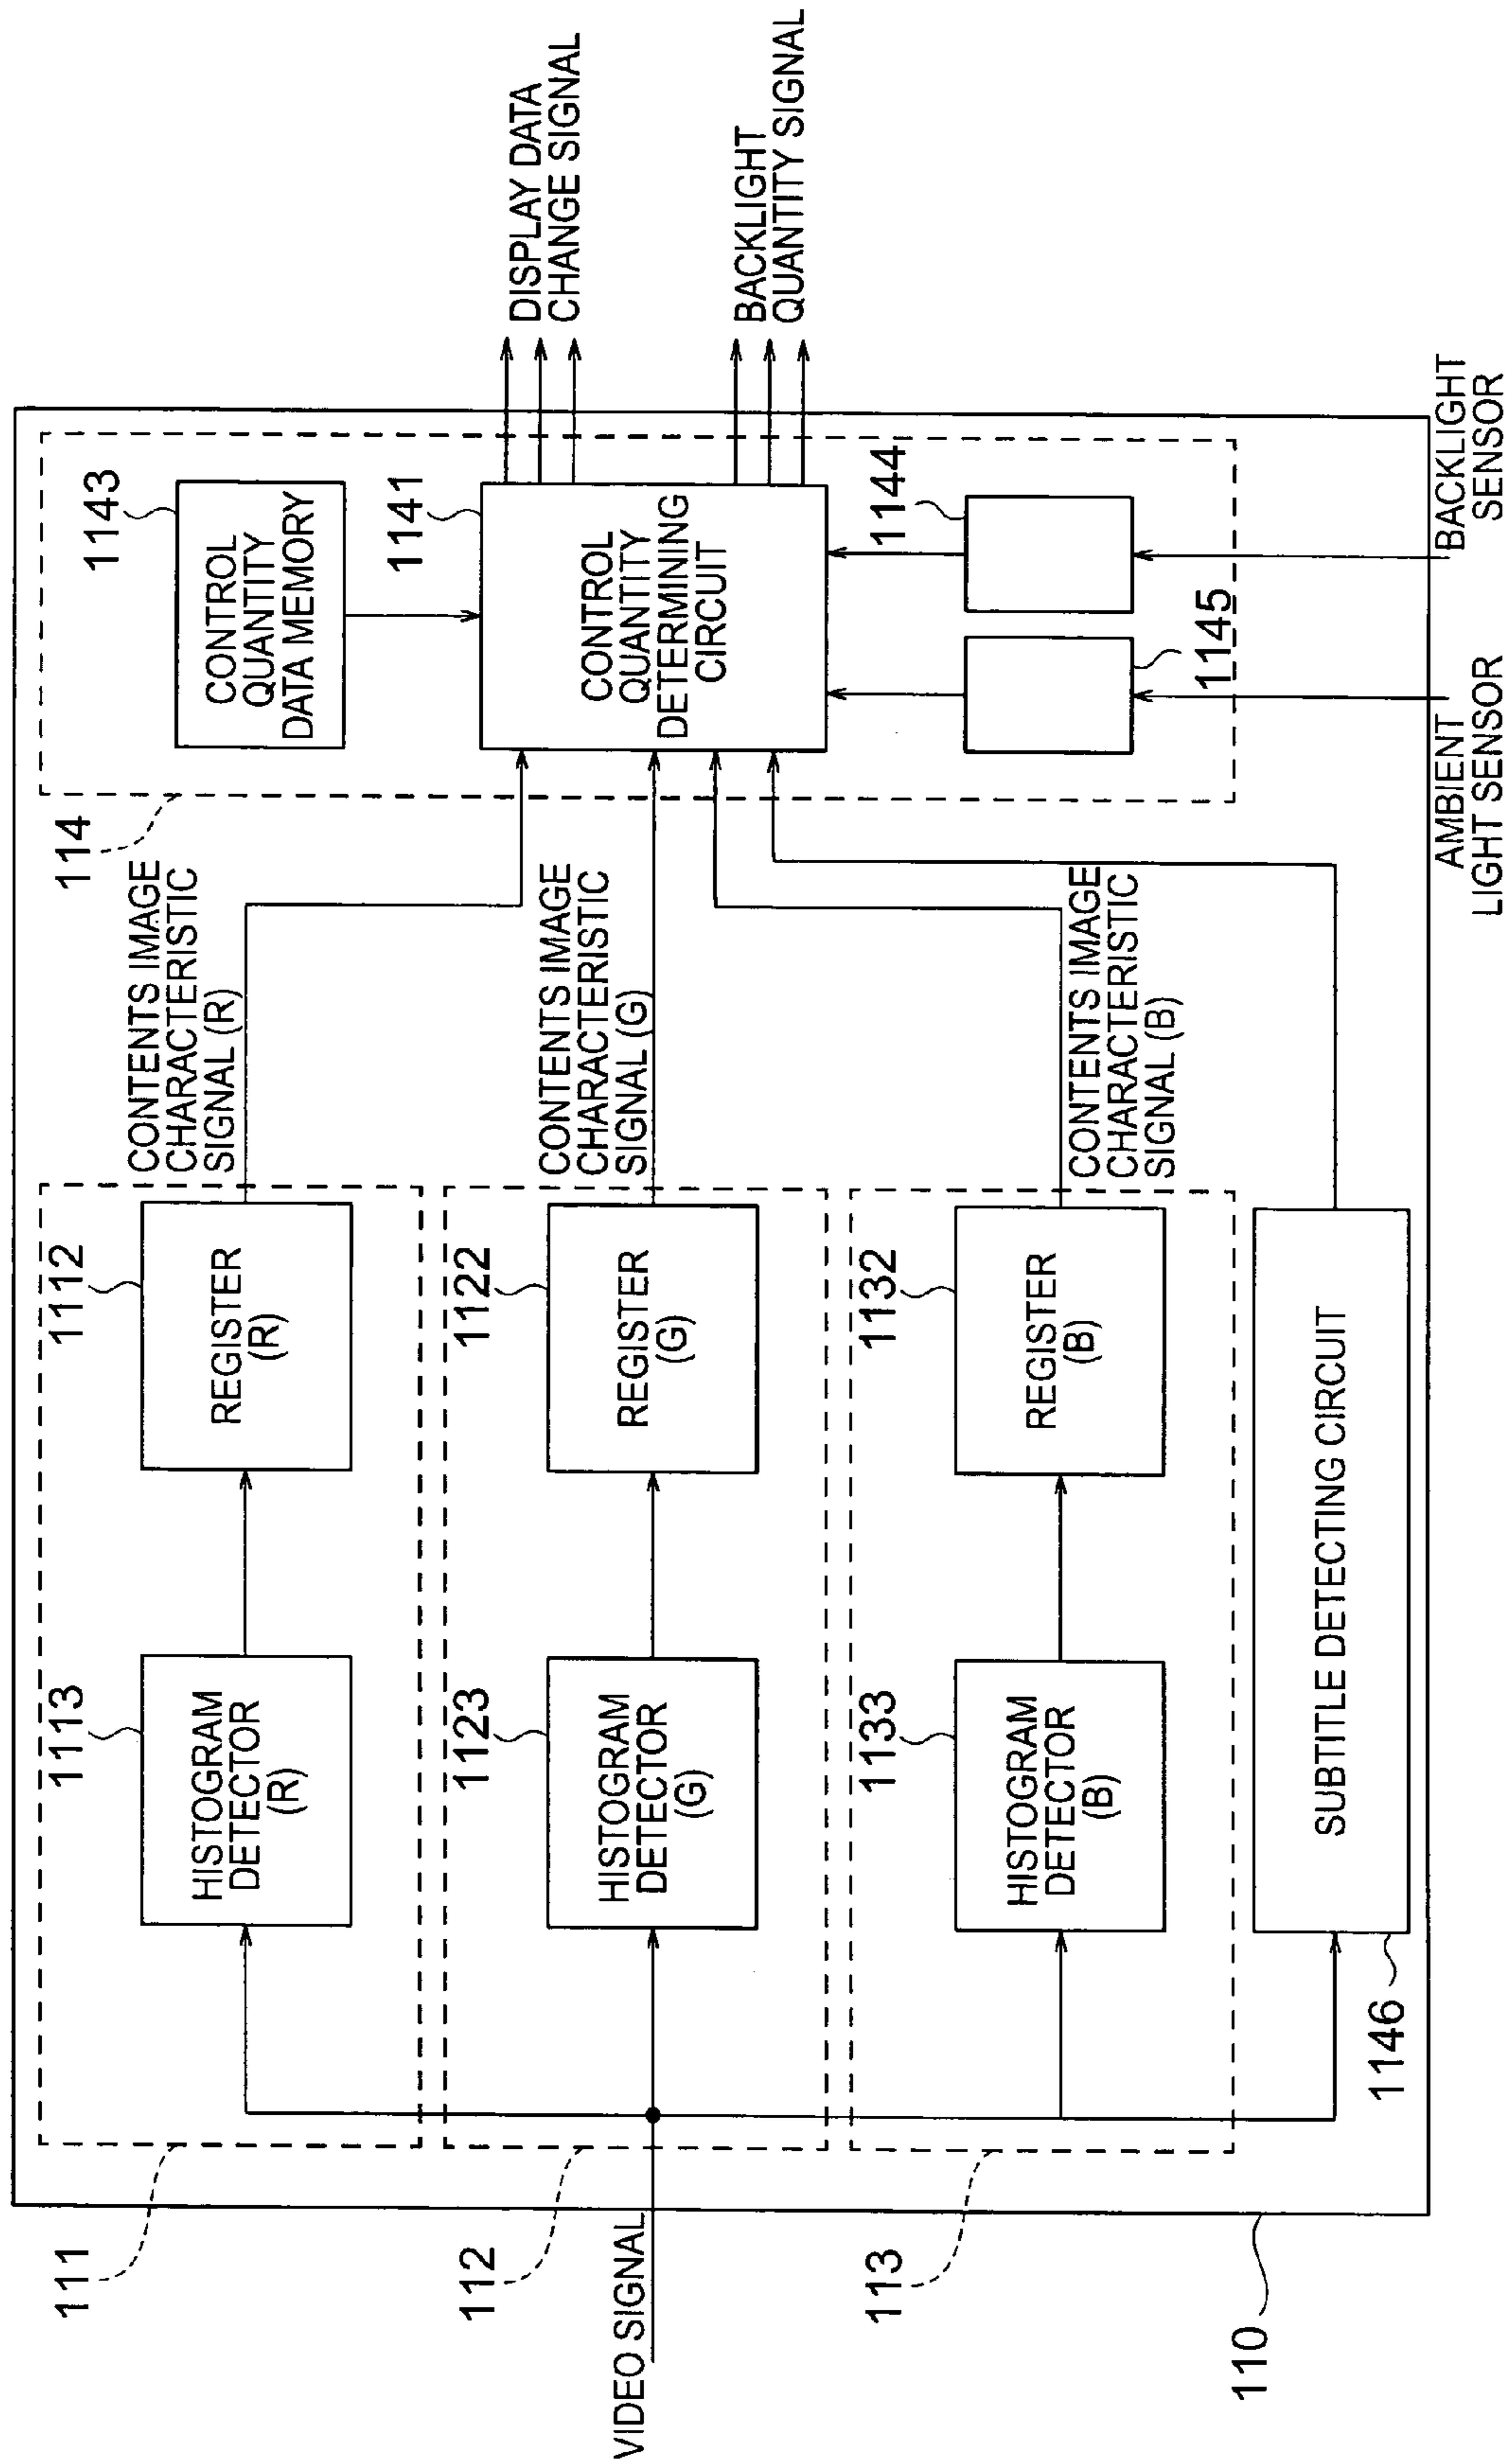 111
1113
HISTOGRAM
DETECTOR
(R)
1112
REGISTER
(R)
CONTENTS IMAGE
CHARACTERISTIC
SIGNAL (R)
114
1143
CONTROL
QUANTITY
DATA MEMORY
VIDEO SIGNAL
112
1123
HISTOGRAM
DETECTOR
(G)
1122
REGISTER
(G)
CONTENTS IMAGE
CHARACTERISTIC
SIGNAL (G)
1141
CONTROL
QUANTITY
DETERMINING
CIRCUIT
DISPLAY DATA
CHANGE SIGNAL
BACKLIGHT
QUANTITY SIGNAL
113
1133
HISTOGRAM
DETECTOR
(B)
1132
REGISTER
(B)
CONTENTS IMAGE
CHARACTERISTIC
SIGNAL (B)
1144
1145
110
1146
SUBTITLE DETECTING CIRCUIT
AMBIENT
LIGHT SENSOR
BACKLIGHT
SENSOR